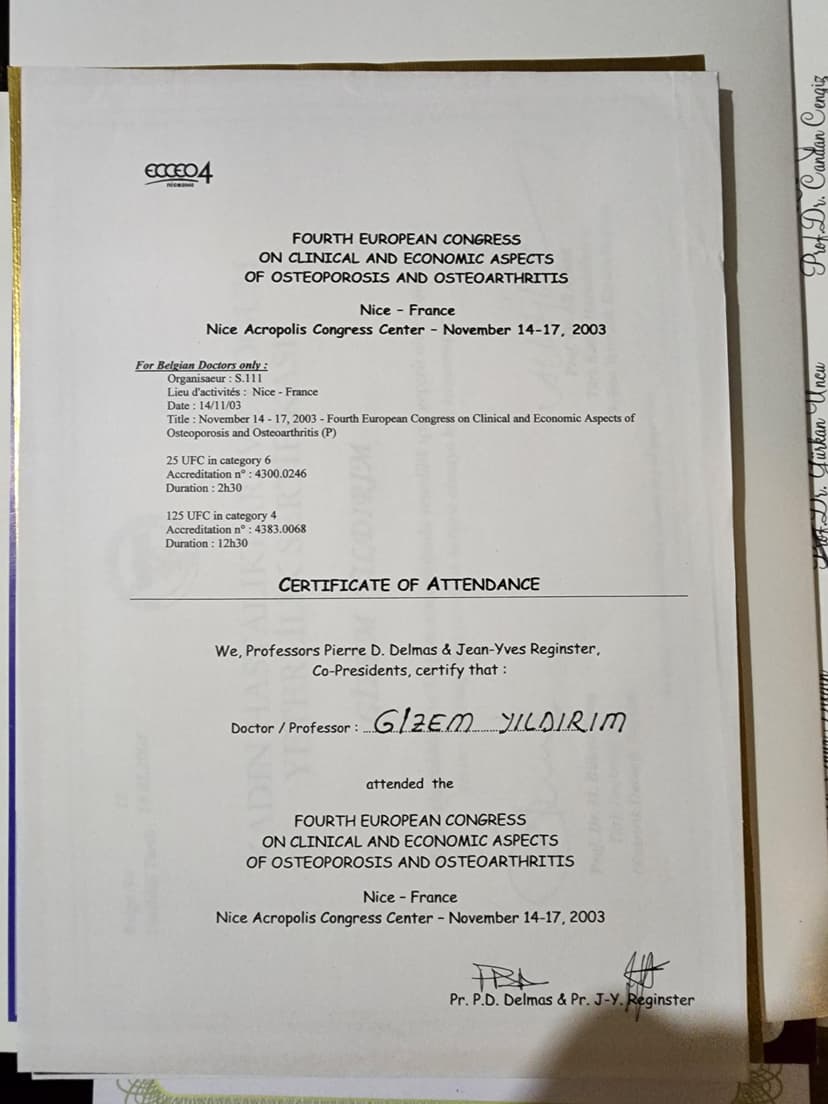 ECCEO4
FOURTH EUROPEAN CONGRESS
ON CLINICAL AND ECONOMIC ASPECTS
OF OSTEOPOROSIS AND OSTEOARTHRITIS
Nice – France
Nice Acropolis Congress Center – November 14-17, 2003
For Belgian Doctors only :
Organisaeur : S.111
Lieu d'activités : Nice - France
Date : 14/11/03
Title : November 14 - 17, 2003 - Fourth European Congress on Clinical and Economic Aspects of
Osteoporosis and Osteoarthritis (P)
25 UFC in category 6
Accreditation n° : 4300.0246
Duration : 2h30
125 UFC in category 4
Accreditation n° : 4383.0068
Duration : 12h30
CERTIFICATE OF ATTENDANCE
We, Professors Pierre D. Delmas & Jean-Yves Reginster,
Co-Presidents, certify that :
Doctor / Professor : GIZEM YILDIRIM
attended the
FOURTH EUROPEAN CONGRESS
ON CLINICAL AND ECONOMIC ASPECTS
OF OSTEOPOROSIS AND OSTEOARTHRITIS
Nice – France
Nice Acropolis Congress Center – November 14-17, 2003
Pr. P.D. Delmas & Pr. J-Y. Reginster
Prof.Dr. Candan Cengiz
Prof.Dr. Gürkan Uncu